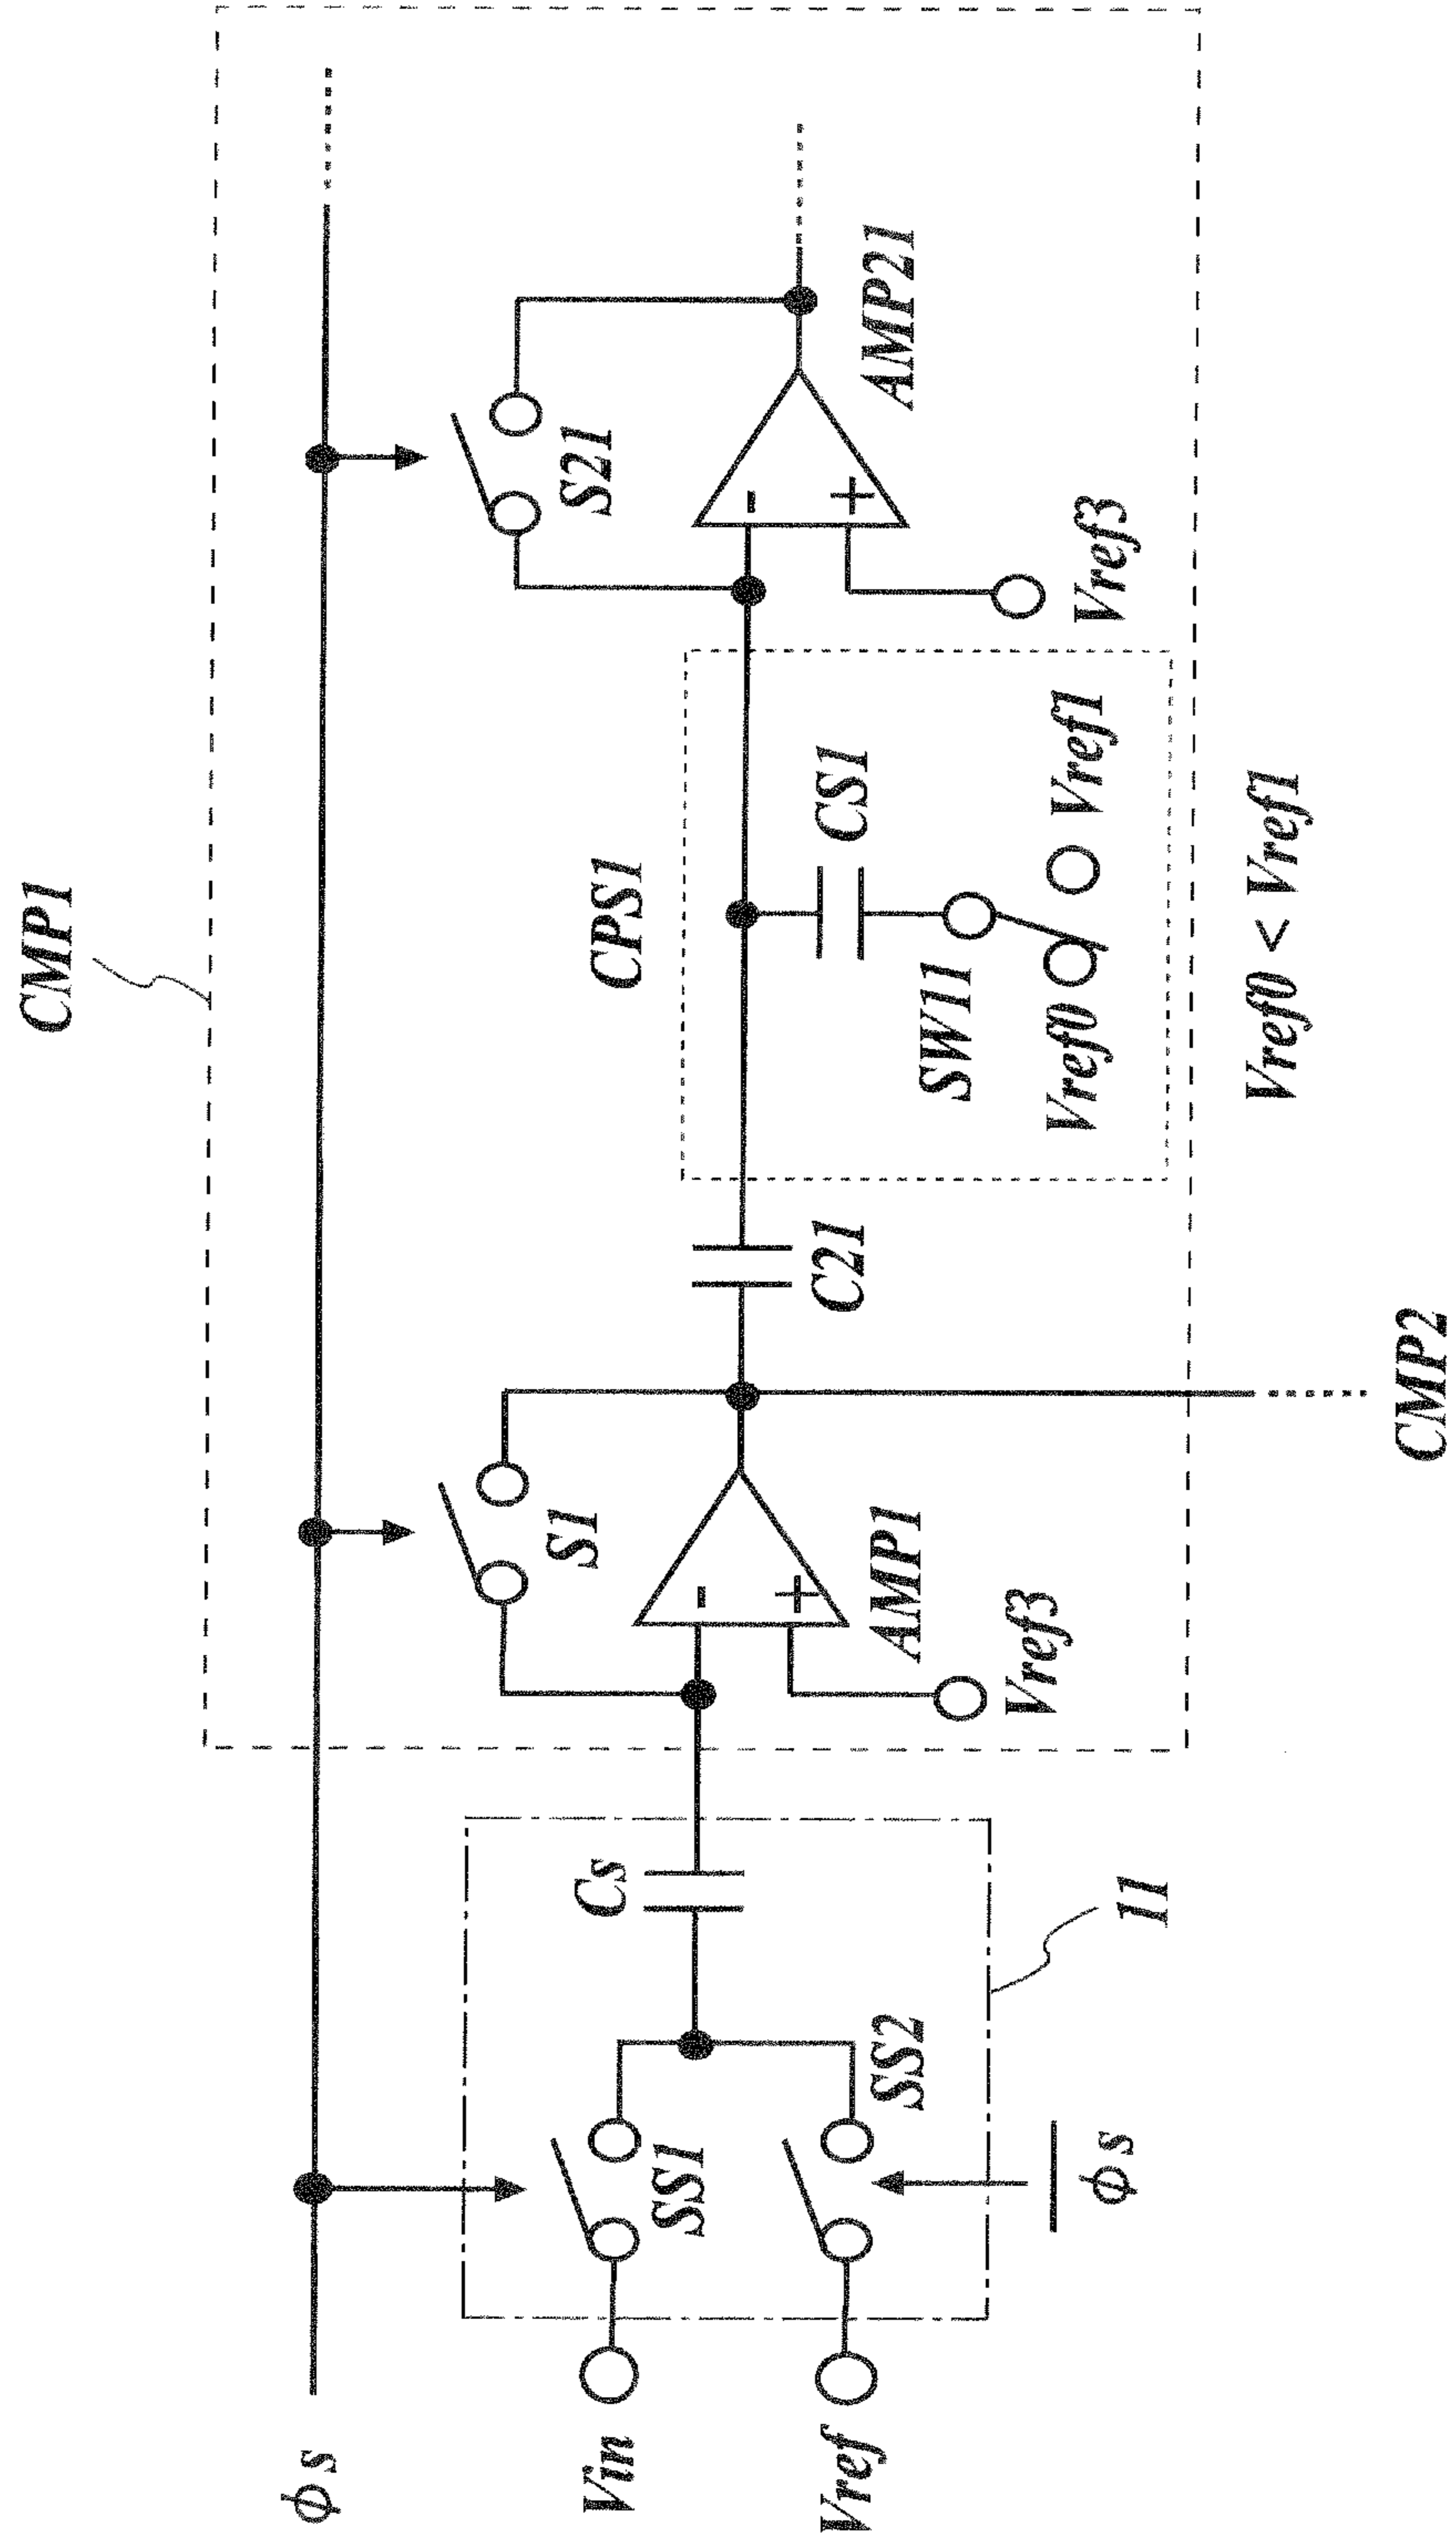 CMP1
ϕs
S1
S21
CPS1
Cs
C21
CS1
AMP1
AMP21
-
+
-
+
SW11
Vref0
Vref1
Vref3
Vref3
Vin
SS1
Vref
SS2
ϕs
11
Vref0 < Vref1
CMP2